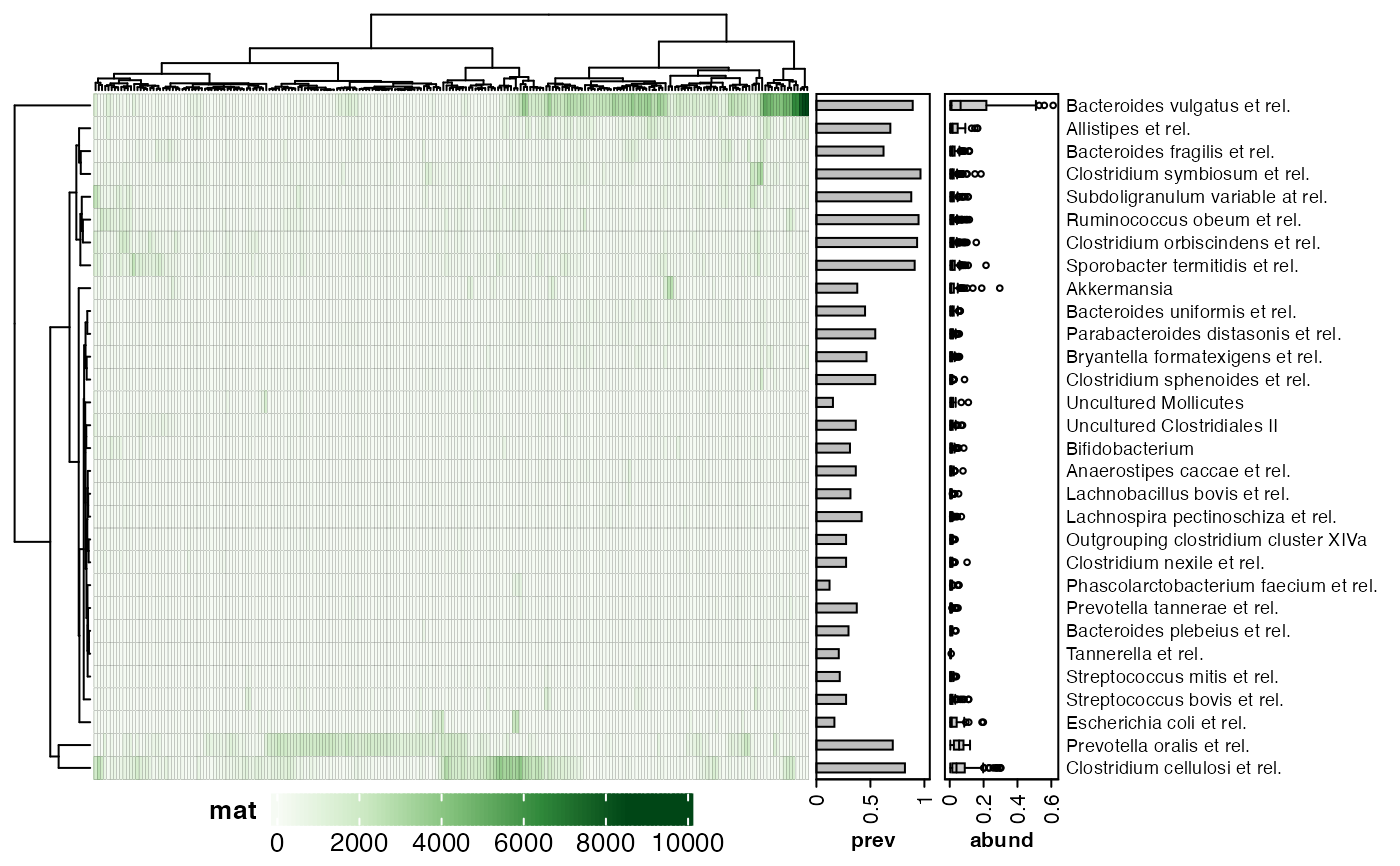 Bacteroides vulgatus et rel.
Allistipes et rel.
Bacteroides fragilis et rel.
Clostridium symbiosum et rel.
Subdoligranulum variable at rel.
Ruminococcus obeum et rel.
Clostridium orbiscindens et rel.
Sporobacter termitidis et rel.
Akkermansia
Bacteroides uniformis et rel.
Parabacteroides distasonis et rel.
Bryantella formatexigens et rel.
Clostridium sphenoides et rel.
Uncultured Mollicutes
Uncultured Clostridiales II
Bifidobacterium
Anaerostipes caccae et rel.
Lachnobacillus bovis et rel.
Lachnospira pectinoschiza et rel.
Outgrouping clostridium cluster XIVa
Clostridium nexile et rel.
Phascolarctobacterium faecium et rel.
Prevotella tannerae et rel.
Bacteroides plebeius et rel.
Tannerella et rel.
Streptococcus mitis et rel.
Streptococcus bovis et rel.
Escherichia coli et rel.
Prevotella oralis et rel.
Clostridium cellulosi et rel.
0 0.5 1 0 0.2 0.4 0.6
prev abund
mat
0 2000 4000 6000 8000 10000